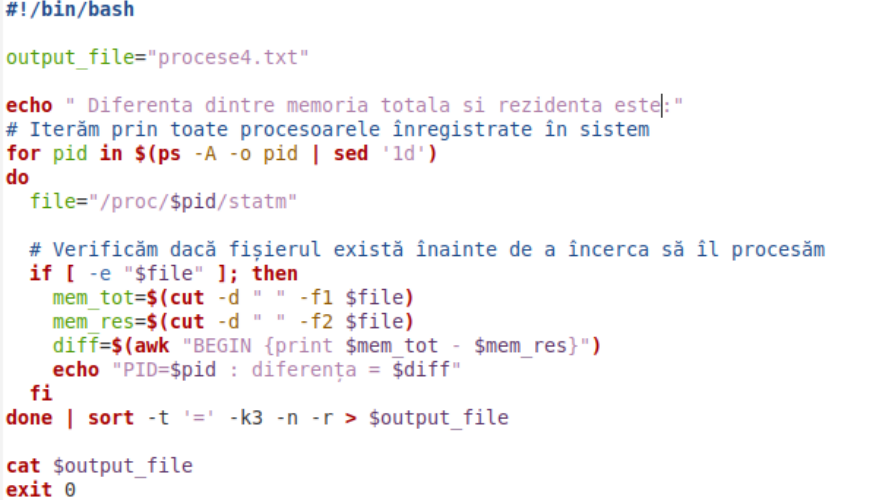 #!/bin/bash
output_file="procese4.txt"
echo " Diferenta dintre memoria totala si rezidenta este:"
# Iterăm prin toate procesoarele înregistrate în sistem
for pid in $(ps -A -o pid | sed '1d')
do
  file="/proc/$pid/statm"
  # Verificăm dacă fișierul există înainte de a încerca să îl procesăm
  if [ -e "$file" ]; then
    mem_tot=$(cut -d " " -f1 $file)
    mem_res=$(cut -d " " -f2 $file)
    diff=$(awk "BEGIN {print $mem_tot - $mem_res}")
    echo "PID=$pid : diferența = $diff"
  fi
done | sort -t '=' -k3 -n -r > $output_file
cat $output_file
exit 0